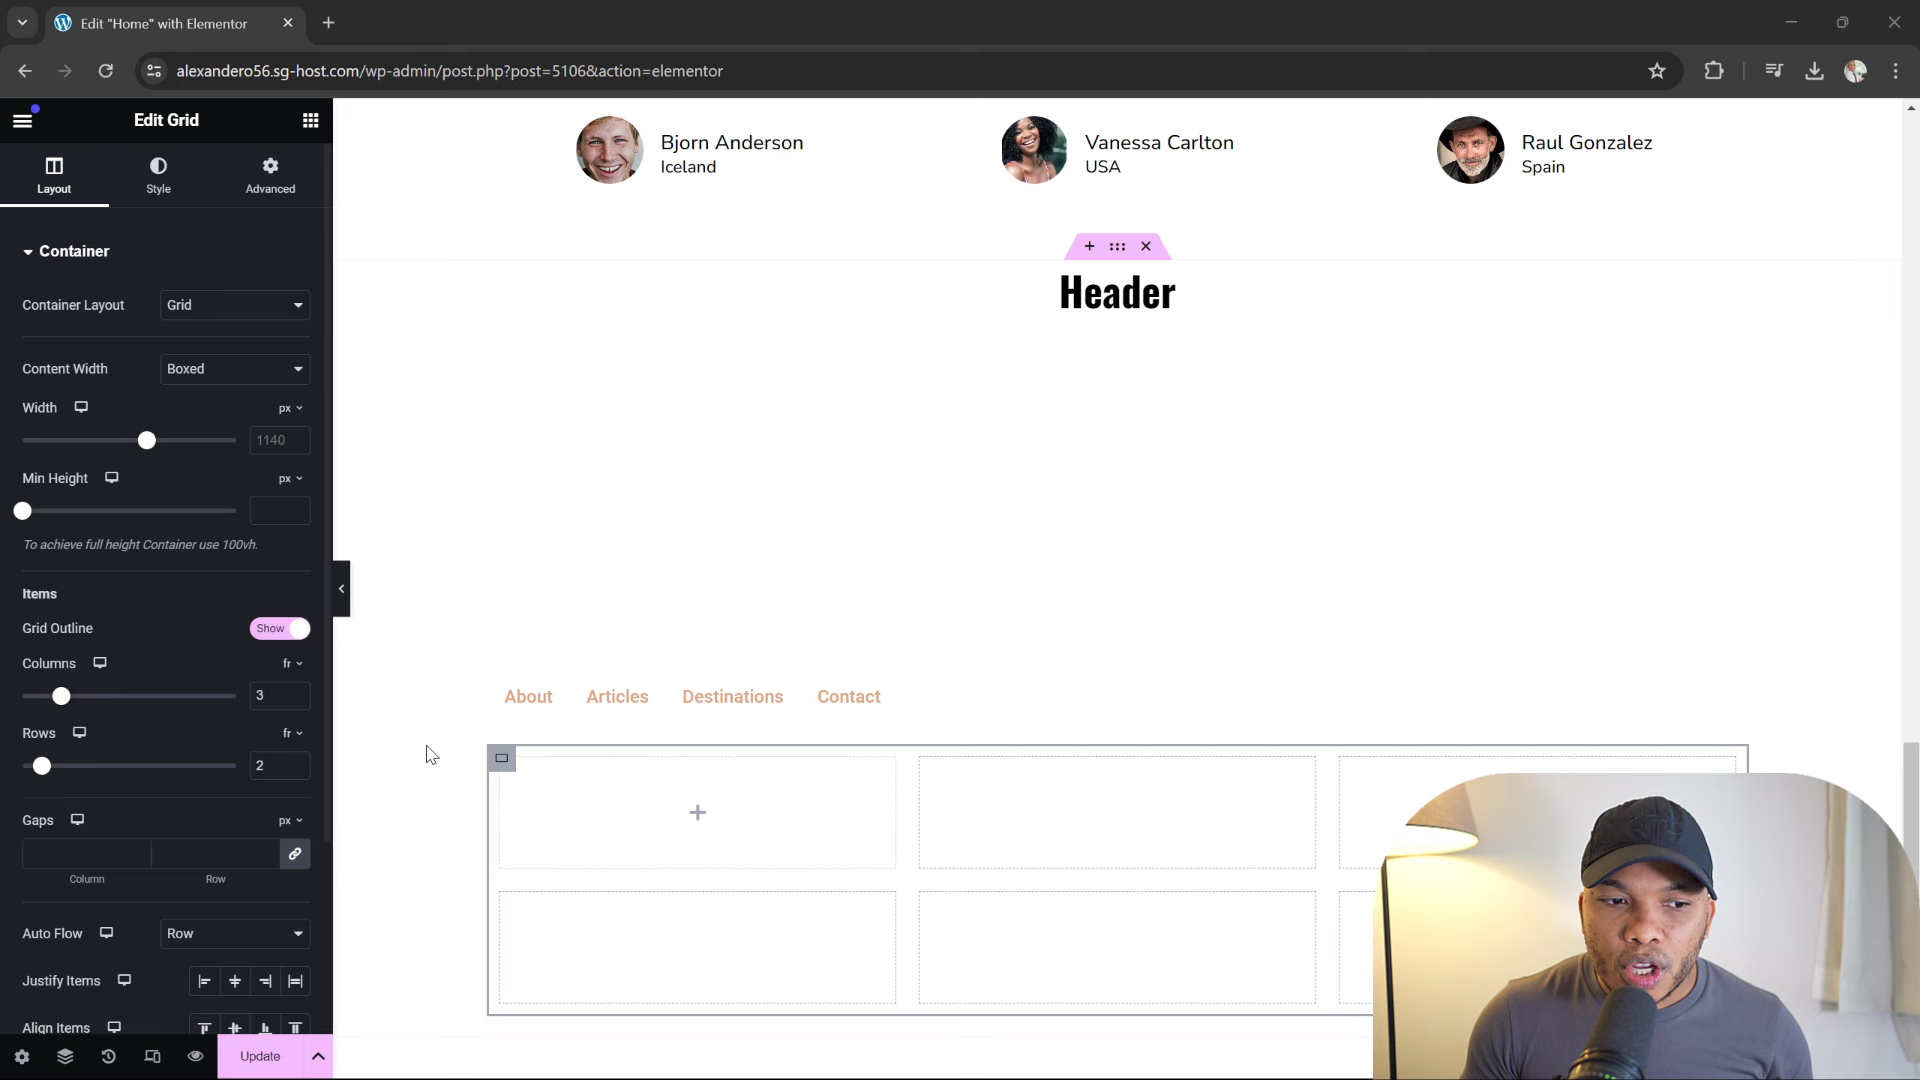 Edit "Home" with Elementor
alexandero56.sg-host.com/wp-admin/post.php?post=5106&action=elementor
Edit Grid
Layout
Style
Advanced
Container
Container Layout
Grid
Content Width
Boxed
Width
px
1140
Min Height
px
To achieve full height Container use 100vh.
Items
Grid Outline
Show
Columns
fr
3
Rows
fr
2
Gaps
px
Column
Row
Auto Flow
Row
Justify Items
Align Items
Update
Bjorn Anderson
Iceland
Vanessa Carlton
USA
Raul Gonzalez
Spain
Header
About
Articles
Destinations
Contact